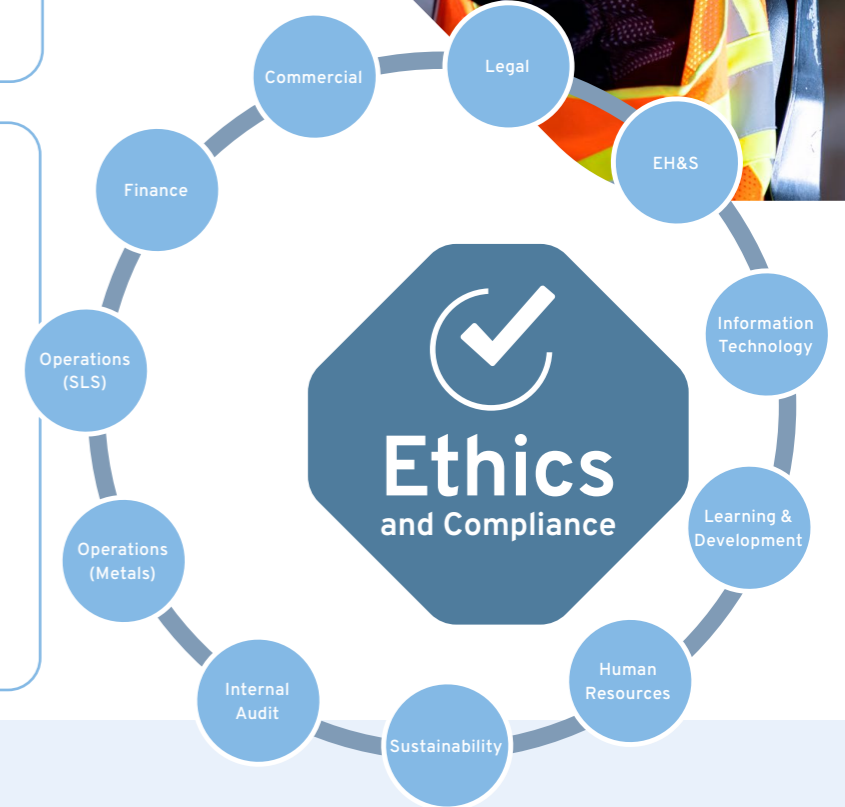 Legal
Commercial
EH&S
Finance
Information
Technology
Operations
(SLS)
Ethics
and Compliance
Learning &
Development
Operations
(Metals)
Human
Resources
Internal
Audit
Sustainability